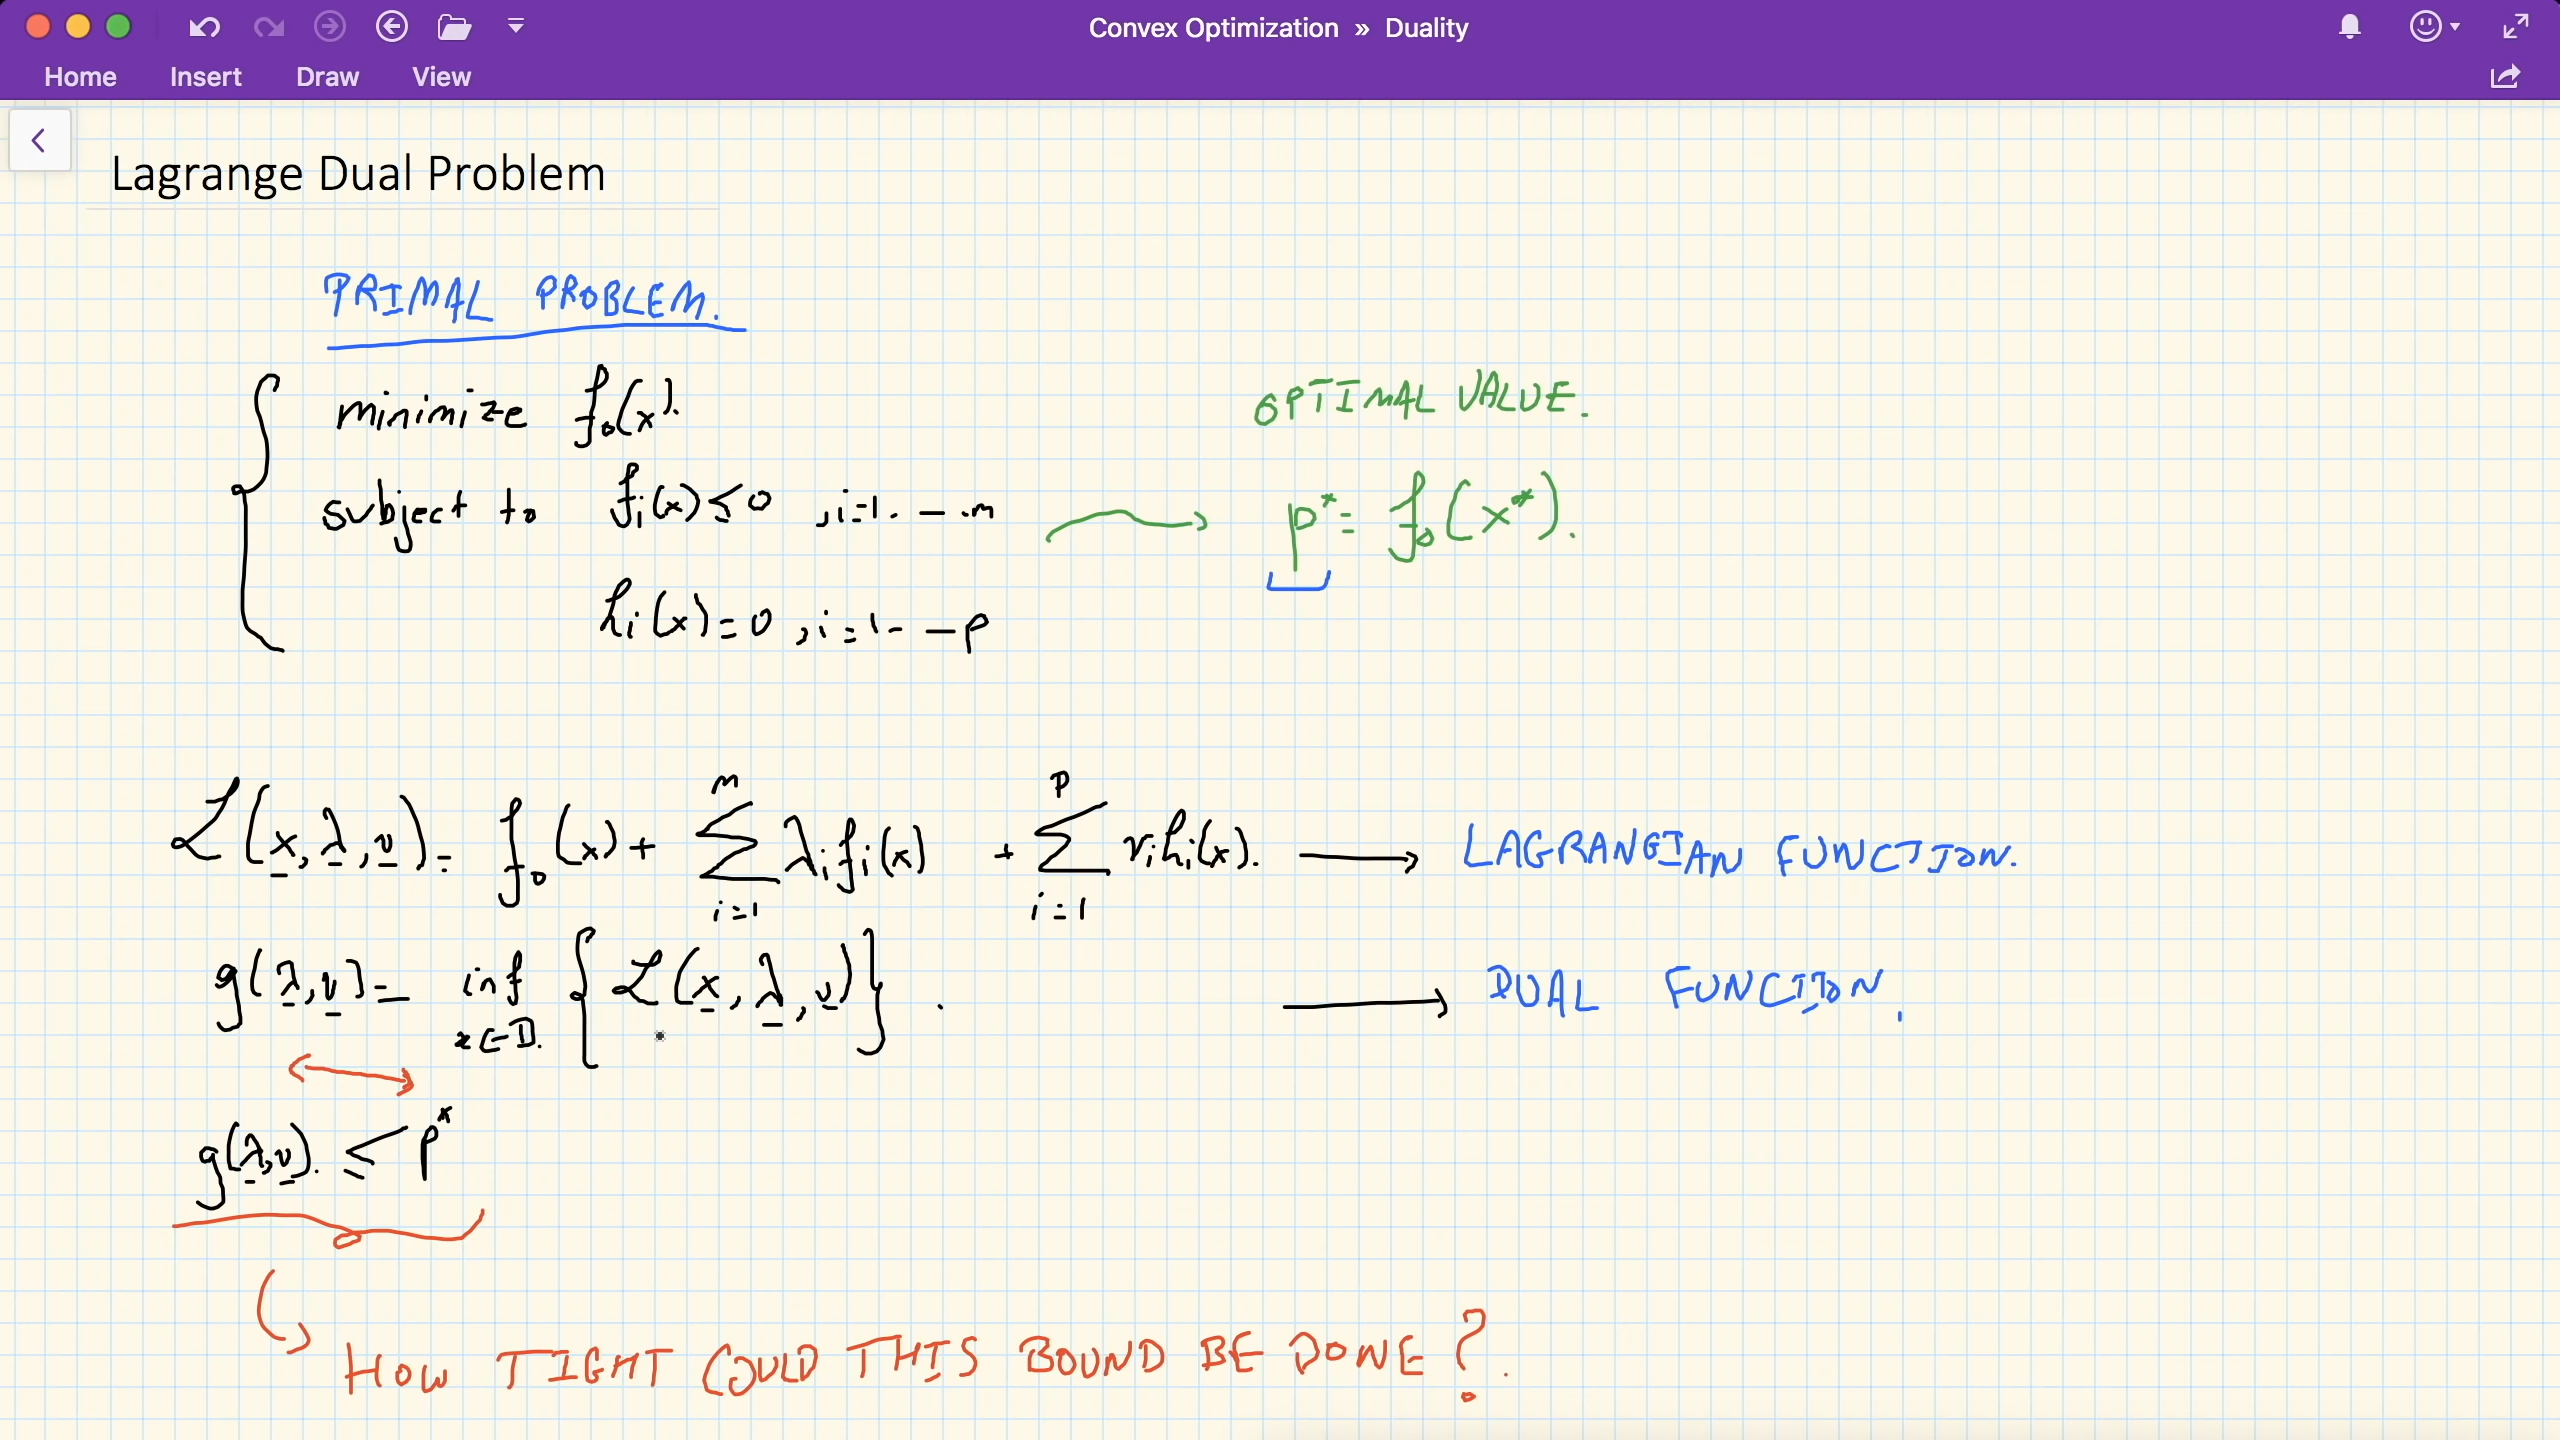 Convex Optimization » Duality
Home Insert Draw View
Lagrange Dual Problem
PRIMAL PROBLEM.
minimize f₀(x).
subject to fᵢ(x) ≤ 0 , i=1. – .m
hᵢ(x) = 0 , i = 1 - – p
OPTIMAL VALUE.
p* = f₀(x*).
ℒ(x, λ, ν) = f₀(x) + ∑_{i=1}^{m} λᵢfᵢ(x) + ∑_{i=1}^{p} νᵢhᵢ(x). ⟶ LAGRANGIAN FUNCTION.
g(λ, ν) = inf_{x∈D.} {ℒ(x, λ, ν)} . ⟶ DUAL FUNCTION.
g(λ,ν). ≤ p*
HOW TIGHT COULD THIS BOUND BE DONE ?.